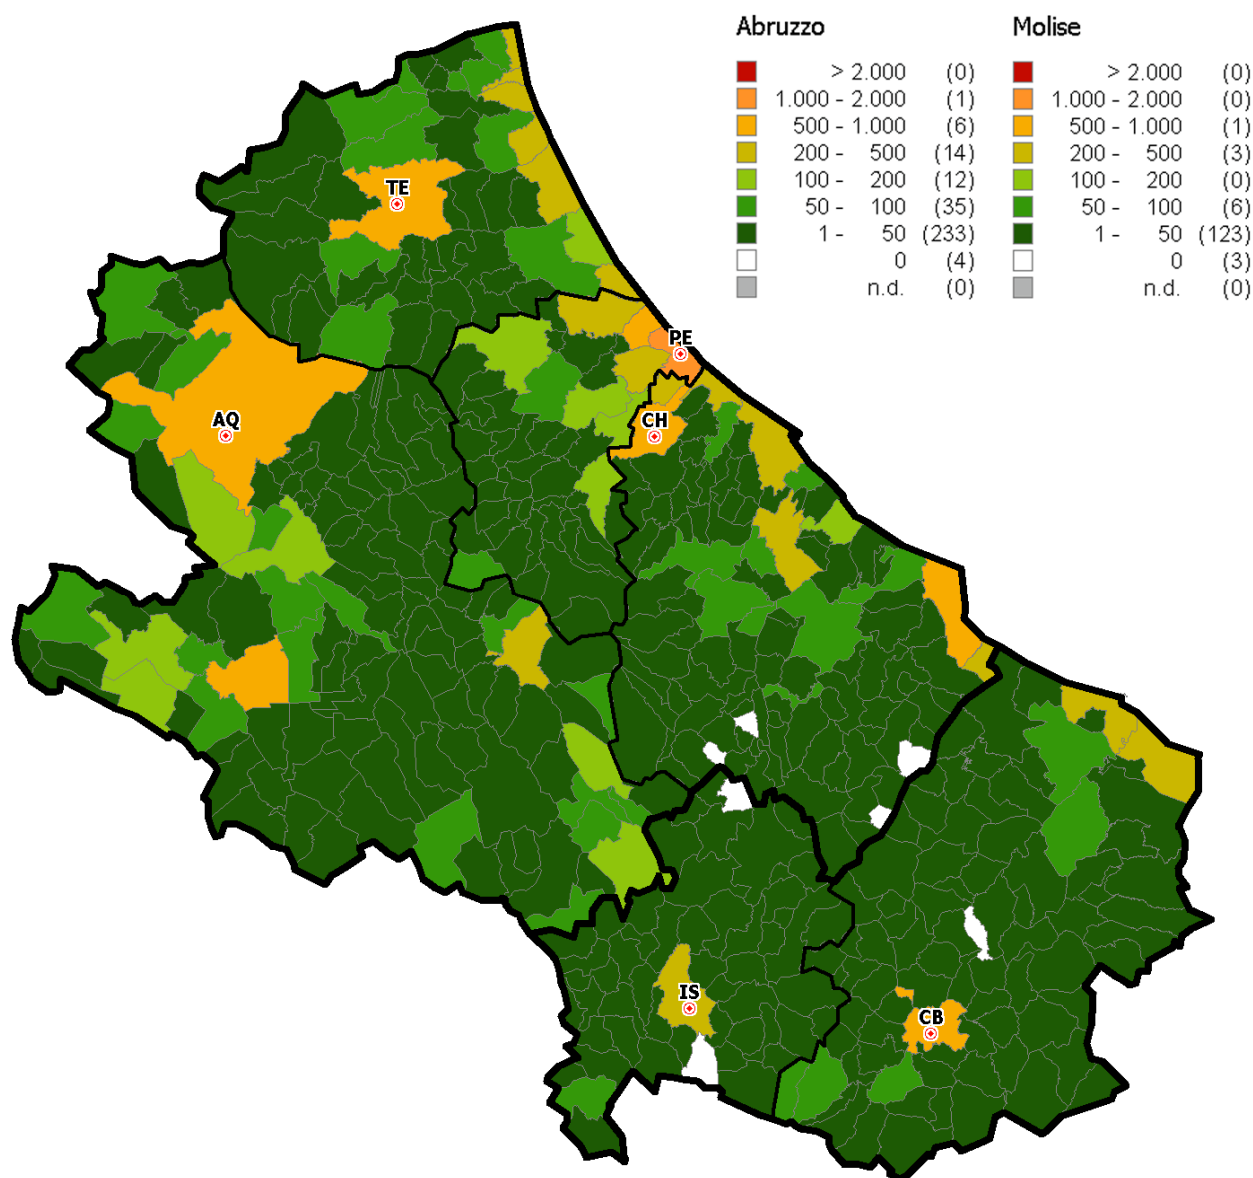 Abruzzo Molise
> 2.000 (0) > 2.000 (0)
1.000 - 2.000 (1) 1.000 - 2.000 (0)
500 - 1.000 (6) 500 - 1.000 (1)
200 - 500 (14) 200 - 500 (3)
100 - 200 (12) 100 - 200 (0)
50 - 100 (35) 50 - 100 (6)
1 - 50 (233) 1 - 50 (123)
0 (4) 0 (3)
n.d. (0) n.d. (0)
TE
PE
AQ
CH
IS
CB